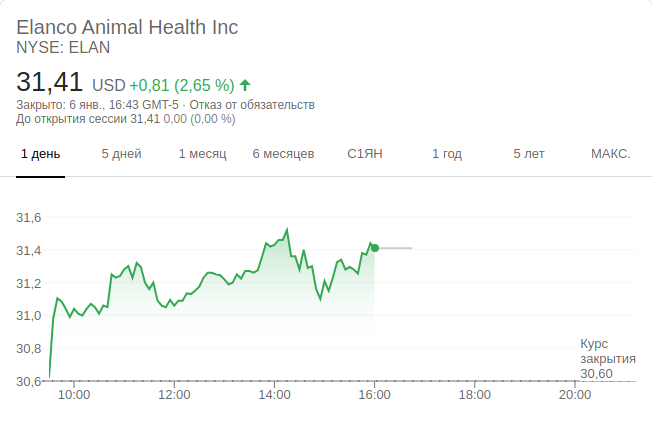 Elanco Animal Health Inc
NYSE: ELAN
31,41 USD +0,81 (2,65 %)
Закрыто: 6 янв., 16:43 GMT-5 · Отказ от обязательств
До открытия сессии 31,41 0,00 (0,00 %)
1 день 5 дней 1 месяц 6 месяцев С1ЯН 1 год 5 лет МАКС.
31,6
31,4
31,2
31,0
30,8
30,6
Курс
закрытия
30,60
10:00 12:00 14:00 16:00 18:00 20:00